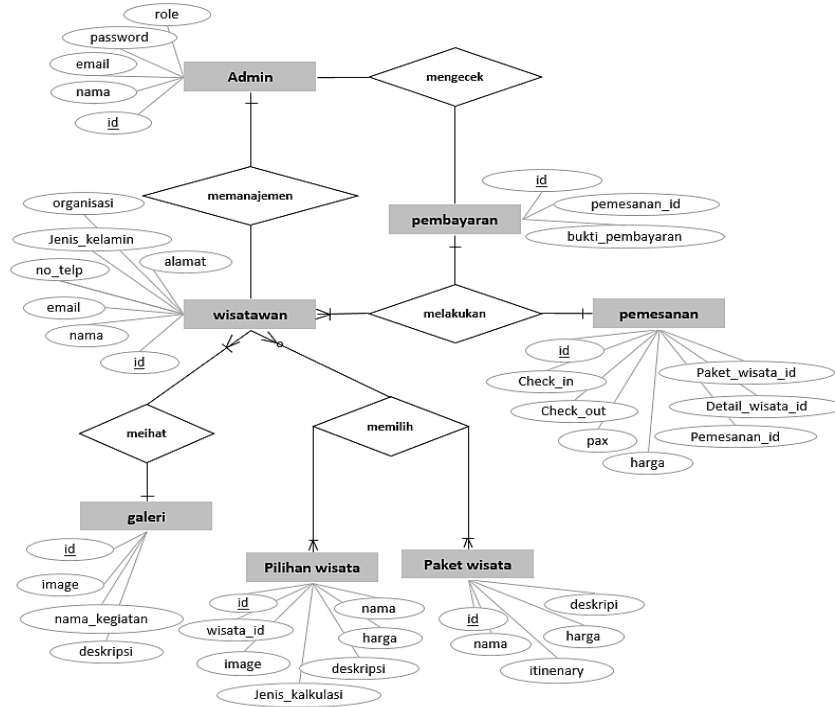 role
password
email
nama
id
Admin
mengecek
memanajemen
organisasi
Jenis_kelamin
alamat
no_telp
email
nama
id
wisatawan
id
pemesanan_id
bukti_pembayaran
pembayaran
melakukan
pemesanan
id
Check_in
Check_out
pax
harga
Paket_wisata_id
Detail_wisata_id
Pemesanan_id
meihat
memilih
galeri
id
image
nama_kegiatan
deskripsi
Pilihan wisata
id
wisata_id
image
Jenis_kalkulasi
nama
harga
deskripsi
Paket wisata
id
nama
itinenary
deskripi
harga